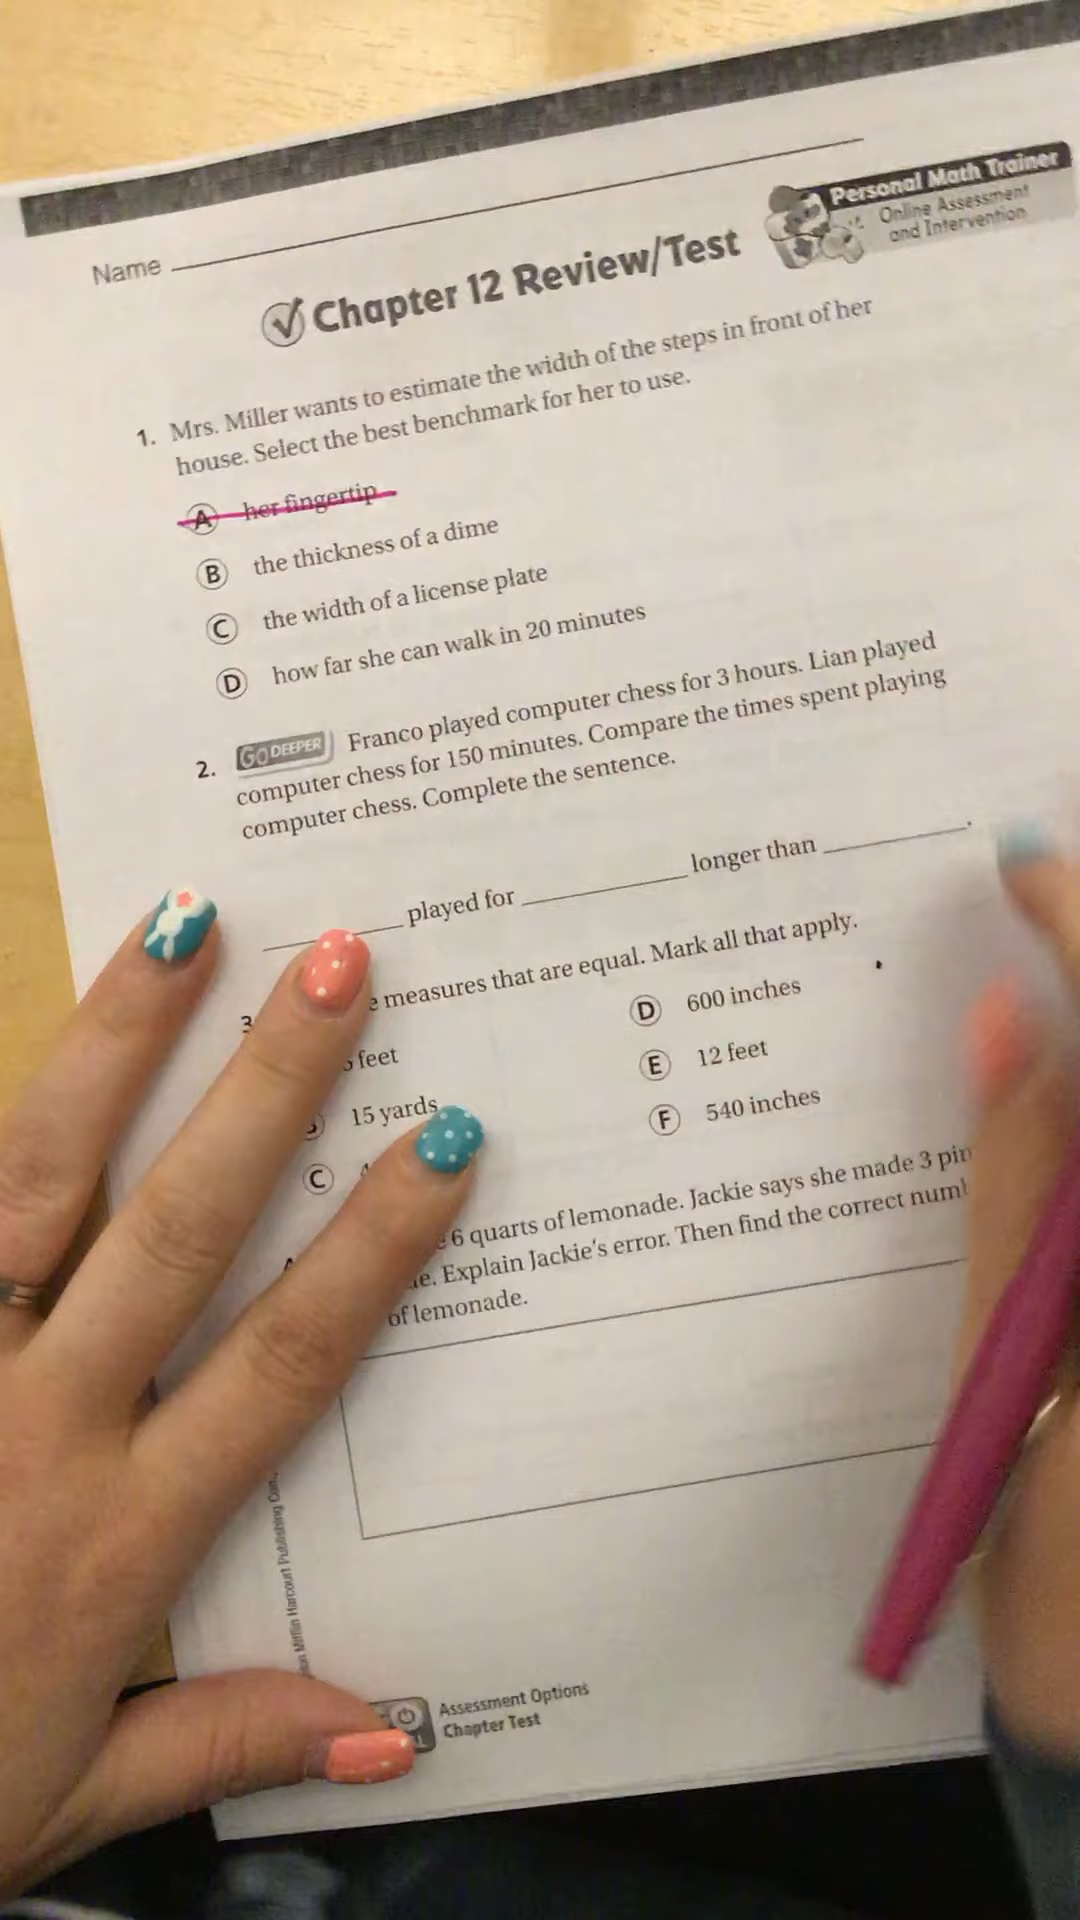 Personal Math Trainer
Online Assessment
and Intervention
Name
Chapter 12 Review/Test
1. Mrs. Miller wants to estimate the width of the steps in front of her
house. Select the best benchmark for her to use.
A her fingertip
B the thickness of a dime
C the width of a license plate
D how far she can walk in 20 minutes
2. GO DEEPER Franco played computer chess for 3 hours. Lian played
computer chess for 150 minutes. Compare the times spent playing
computer chess. Complete the sentence.
played for longer than .
3 measures that are equal. Mark all that apply.
feet
15 yards
C
D 600 inches
E 12 feet
F 540 inches
6 quarts of lemonade. Jackie says she made 3
Explain Jackie's error. Then find the correct
of lemonade.
Mifflin Harcourt Publishing
Assessment Options
Chapter Test